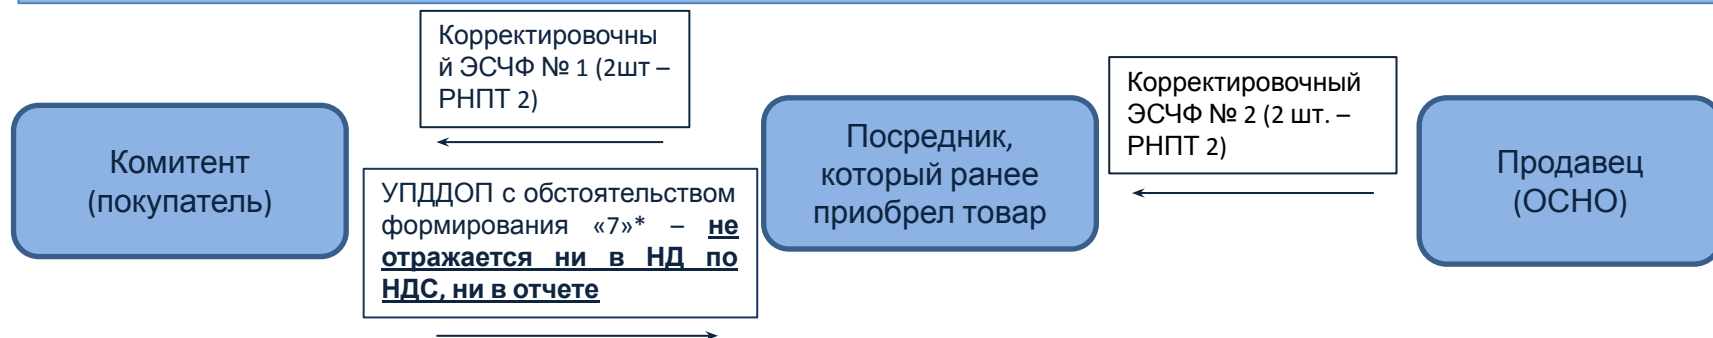 Корректировочны
й ЭСЧФ № 1 (2шт –
РНПТ 2)
Корректировочный
ЭСЧФ № 2 (2 шт. –
РНПТ 2)
Комитент
(покупатель)
УПДДОП с обстоятельством
формирования «7»* – не
отражается ни в НД по
НДС, ни в отчете
Посредник,
который ранее
приобрел товар
Продавец
(ОСНО)